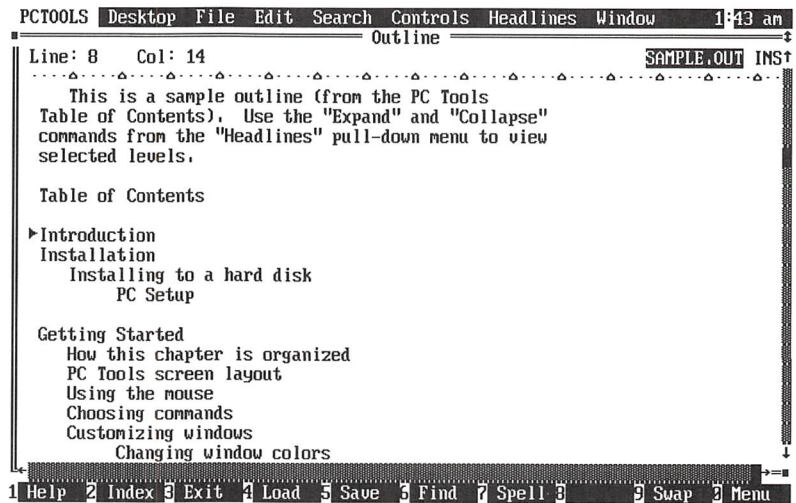 PCTOOLS Desktop File Edit Search Controls Headlines Window 1:43 am
Outline
Line: 8 Col: 14 SAMPLE.OUT INS
This is a sample outline (from the PC Tools
Table of Contents). Use the "Expand" and "Collapse"
commands from the "Headlines" pull-down menu to view
selected levels.
Table of Contents
►Introduction
Installation
Installing to a hard disk
PC Setup
Getting Started
How this chapter is organized
PC Tools screen layout
Using the mouse
Choosing commands
Customizing windows
Changing window colors
1 Help 2 Index 3 Exit 4 Load 5 Save 6 Find 7 Spell 8 9 Swap 0 Menu